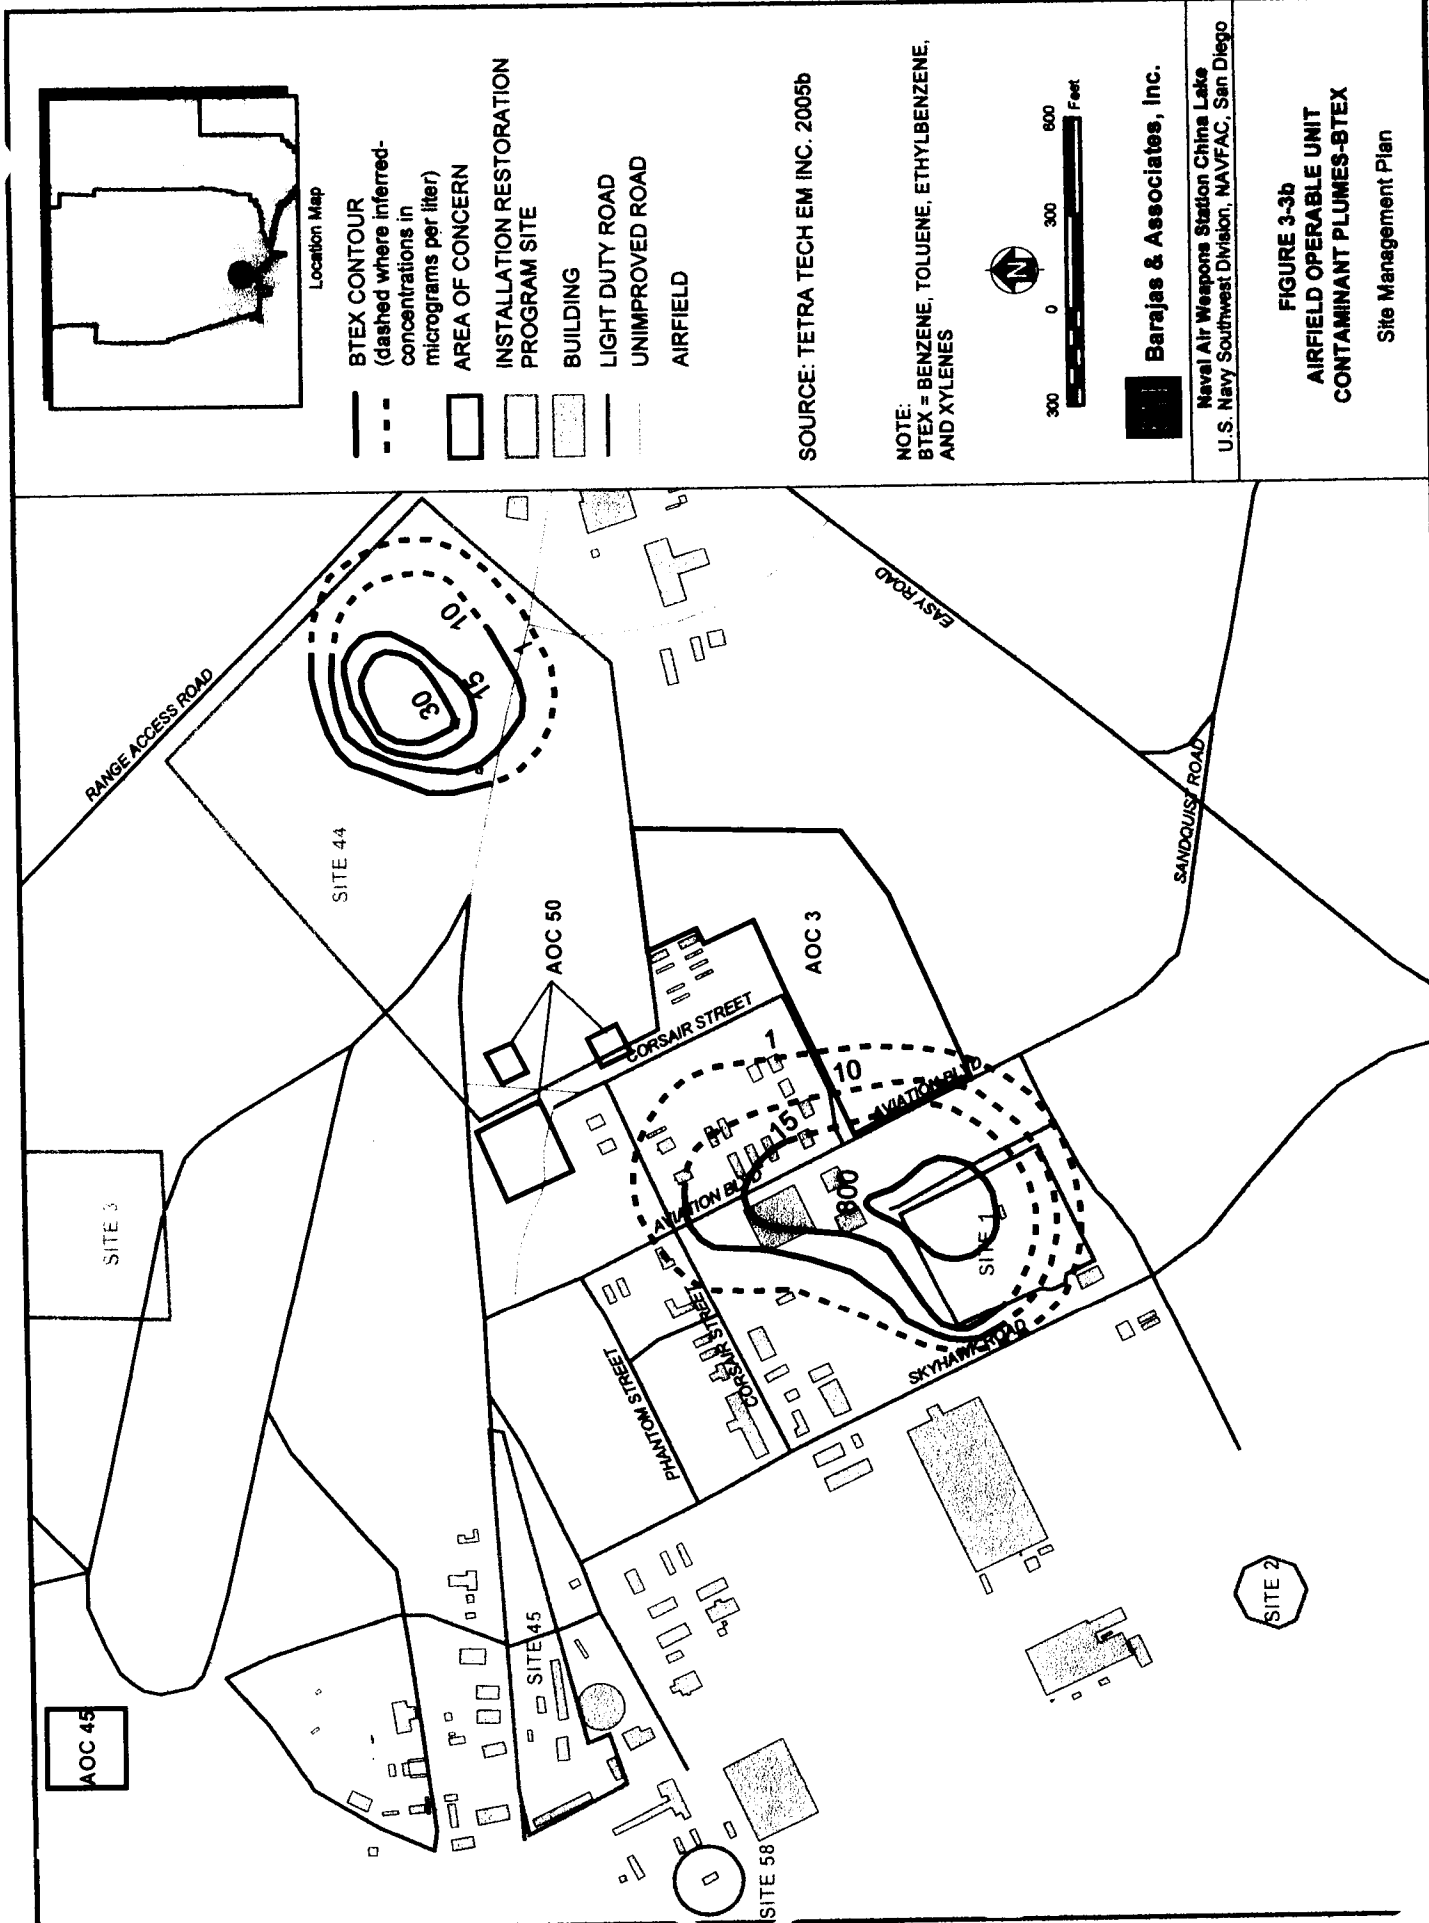 RANGE ACCESS ROAD
SITE 44
SITE 3
AOC 45
AOC 50
CORSAIR STREET
AOC 3
30
15
10
1
EASY ROAD
SANDQUIST ROAD
1
10
15
800
AVIATION BLVD
AVIATION BLVD
SITE 1
CORSAIR STREET
PHANTOM STREET
SKYHAWK ROAD
SITE 45
SITE 2
SITE 58
Location Map
BTEX CONTOUR
(dashed where inferred-
concentrations in
micrograms per liter)
AREA OF CONCERN
INSTALLATION RESTORATION
PROGRAM SITE
BUILDING
LIGHT DUTY ROAD
UNIMPROVED ROAD
AIRFIELD
SOURCE: TETRA TECH EM INC. 2005b
NOTE:
BTEX = BENZENE, TOLUENE, ETHYLBENZENE,
AND XYLENES
N
300 0 300 600
Feet
Barajas & Associates, Inc.
Naval Air Weapons Station China Lake
U.S. Navy Southwest Division, NAVFAC, San Diego
FIGURE 3-3b
AIRFIELD OPERABLE UNIT
CONTAMINANT PLUMES-BTEX
Site Management Plan